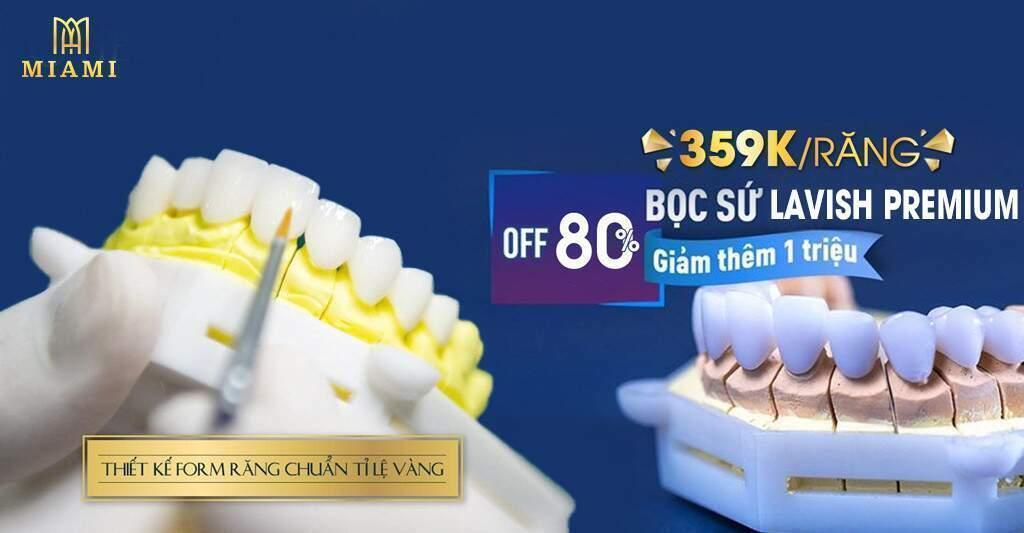 MIAMI
359K/RĂNG
BỌC SỨ LAVISH PREMIUM
OFF 80%
Giảm thêm 1 triệu
THIẾT KẾ FORM RĂNG CHUẨN TỈ LỆ VÀNG